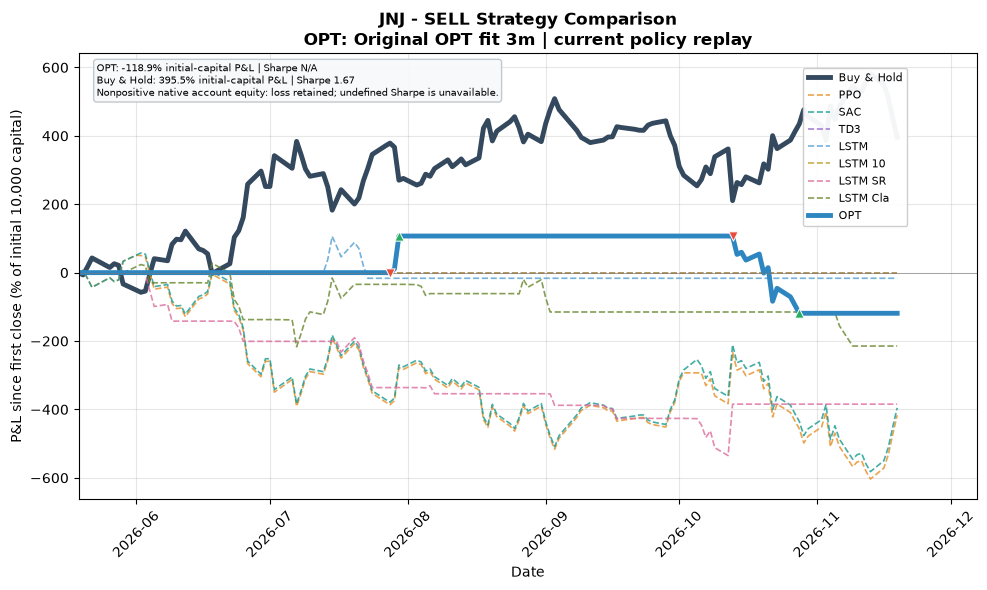 JNJ - SELL Strategy Comparison
OPT: Original OPT fit 3m | current policy replay
OPT: -118.9% initial-capital P&L | Sharpe N/A
Buy & Hold: 395.5% initial-capital P&L | Sharpe 1.67
Nonpositive native account equity: loss retained; undefined Sharpe is unavailable.
Buy & Hold
PPO
SAC
TD3
LSTM
LSTM 10
LSTM SR
LSTM Cla
OPT
P&L since first close (% of initial 10,000 capital)
600
400
200
0
−200
−400
−600
2026-06
2026-07
2026-08
2026-09
2026-10
2026-11
2026-12
Date